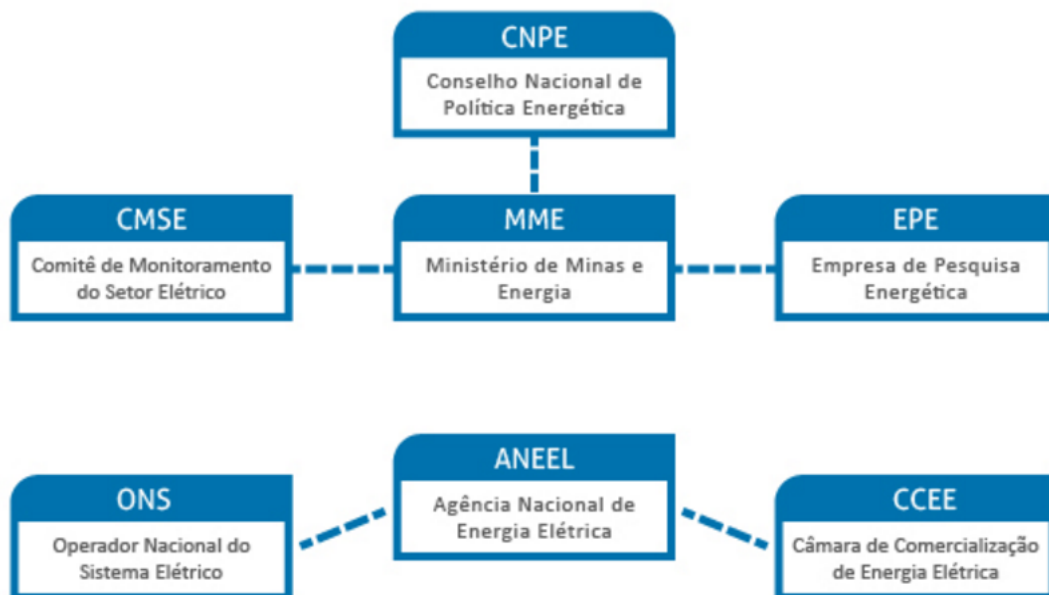 CNPE
Conselho Nacional de
Política Energética
CMSE
Comitê de Monitoramento
do Setor Elétrico
MME
Ministério de Minas e
Energia
EPE
Empresa de Pesquisa
Energética
ANEEL
Agência Nacional de
Energia Elétrica
ONS
Operador Nacional do
Sistema Elétrico
CCEE
Câmara de Comercialização
de Energia Elétrica